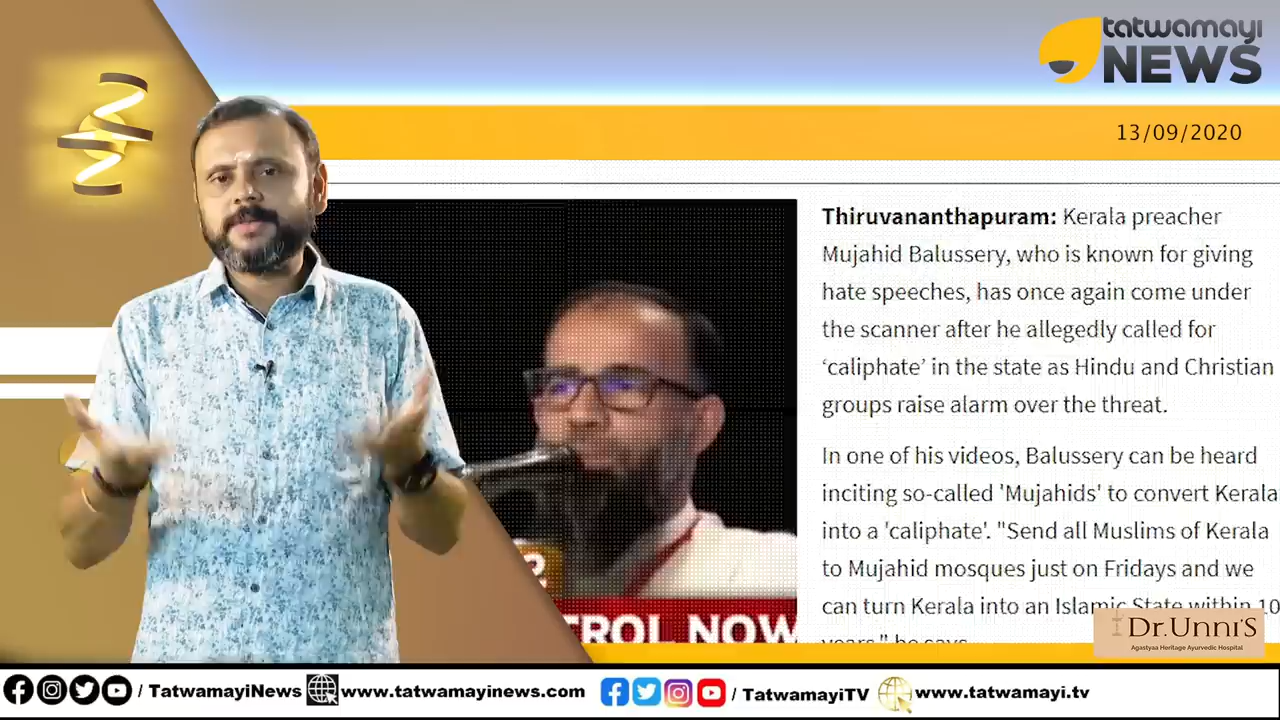 tatwamayi
NEWS
13/09/2020
Thiruvananthapuram: Kerala preacher
Mujahid Balussery, who is known for giving
hate speeches, has once again come under
the scanner after he allegedly called for
‘caliphate’ in the state as Hindu and Christian
groups raise alarm over the threat.
In one of his videos, Balussery can be heard
inciting so-called 'Mujahids' to convert Kerala
into a 'caliphate'. "Send all Muslims of Kerala
to Mujahid mosques just on Fridays and we
can turn Kerala into an Islamic State within 10
years," he says.
TROL NOW
Dr.Unni'S
Agastyaa Heritage Ayurvedic Hospital
/ TatwamayiNews www.tatwamayinews.com / TatwamayiTV www.tatwamayi.tv